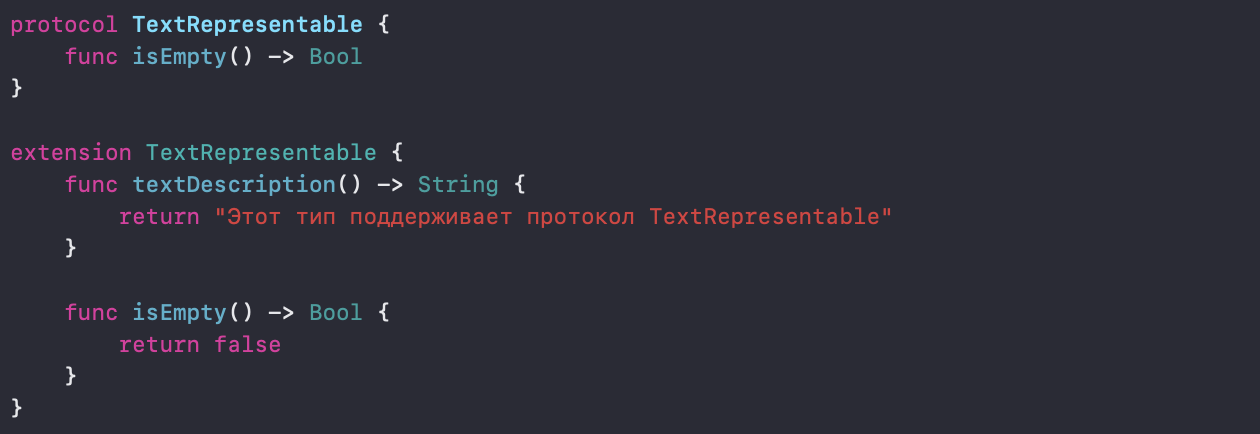 protocol TextRepresentable {
    func isEmpty() -> Bool
}
extension TextRepresentable {
    func textDescription() -> String {
        return "Этот тип поддерживает протокол TextRepresentable"
    }
    func isEmpty() -> Bool {
        return false
    }
}